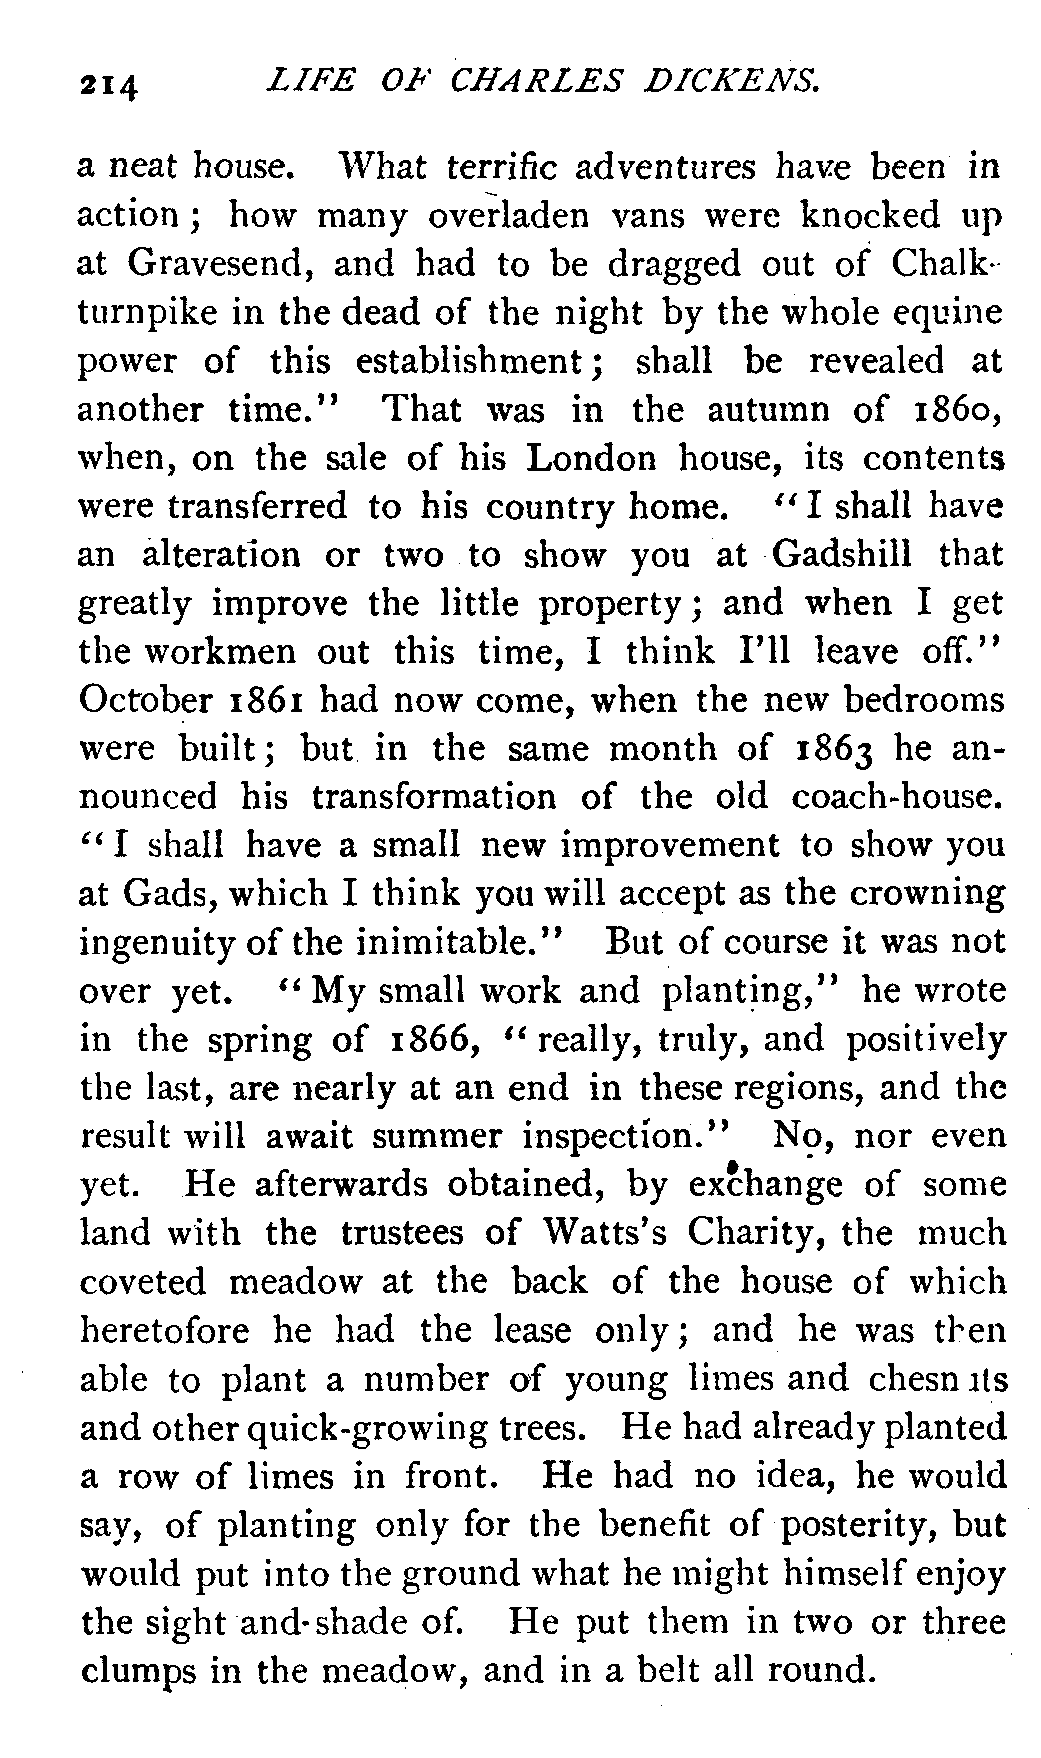 214 LIFE OF CHARLES DICKENS.
a neat house. What terrific adventures have been in
action ; how many overladen vans were knocked up
at Gravesend, and had to be dragged out of Chalk-
turnpike in the dead of the night by the whole equine
power of this establishment ; shall be revealed at
another time." That was in the autumn of 1860,
when, on the sale of his London house, its contents
were transferred to his country home. "I shall have
an alteration or two to show you at Gadshill that
greatly improve the little property ; and when I get
the workmen out this time, I think I'll leave off."
October 1861 had now come, when the new bedrooms
were built ; but in the same month of 1863 he an-
nounced his transformation of the old coach-house.
"I shall have a small new improvement to show you
at Gads, which I think you will accept as the crowning
ingenuity of the inimitable." But of course it was not
over yet. "My small work and planting," he wrote
in the spring of 1866, "really, truly, and positively
the last, are nearly at an end in these regions, and the
result will await summer inspection." No, nor even
yet. He afterwards obtained, by exchange of some
land with the trustees of Watts's Charity, the much
coveted meadow at the back of the house of which
heretofore he had the lease only ; and he was then
able to plant a number of young limes and chesnuts
and other quick-growing trees. He had already planted
a row of limes in front. He had no idea, he would
say, of planting only for the benefit of posterity, but
would put into the ground what he might himself enjoy
the sight and shade of. He put them in two or three
clumps in the meadow, and in a belt all round.